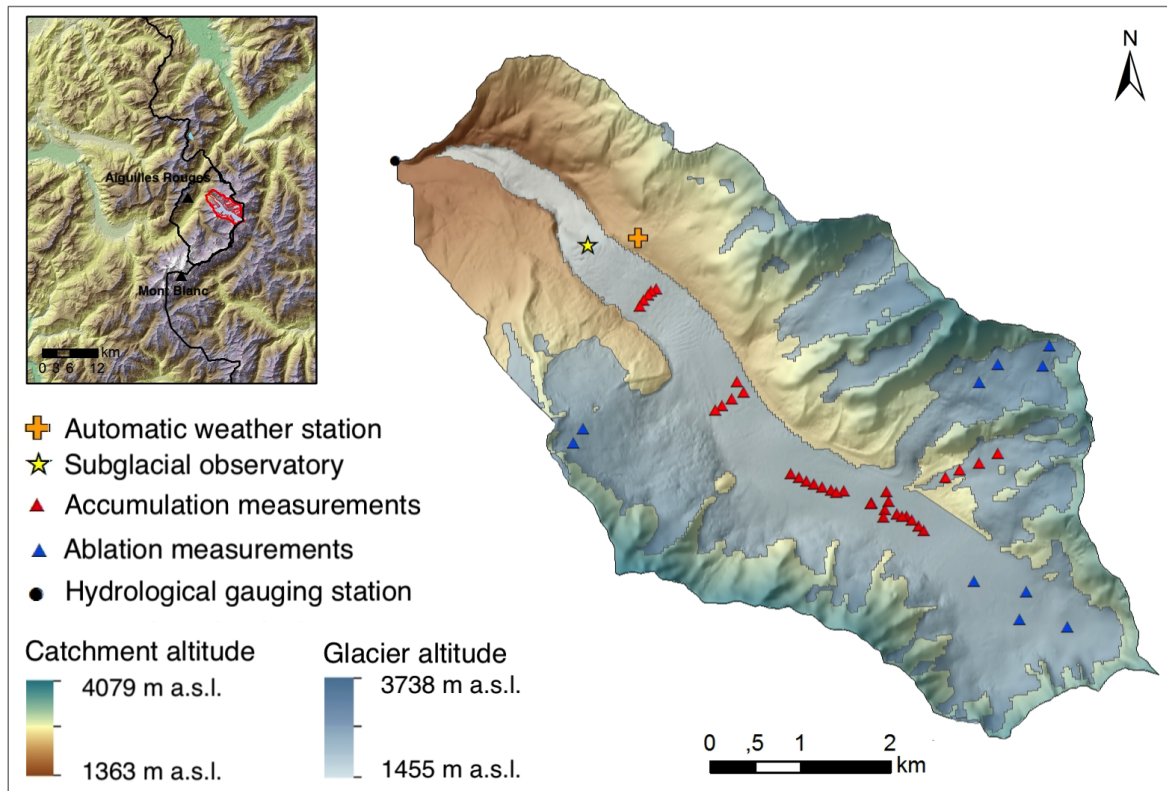 N
Aiguilles Rouges
Mont Blanc
km
0 3 6 12
Automatic weather station
Subglacial observatory
Accumulation measurements
Ablation measurements
Hydrological gauging station
Catchment altitude
4079 m a.s.l.
1363 m a.s.l.
Glacier altitude
3738 m a.s.l.
1455 m a.s.l.
0 ,5 1 2
km